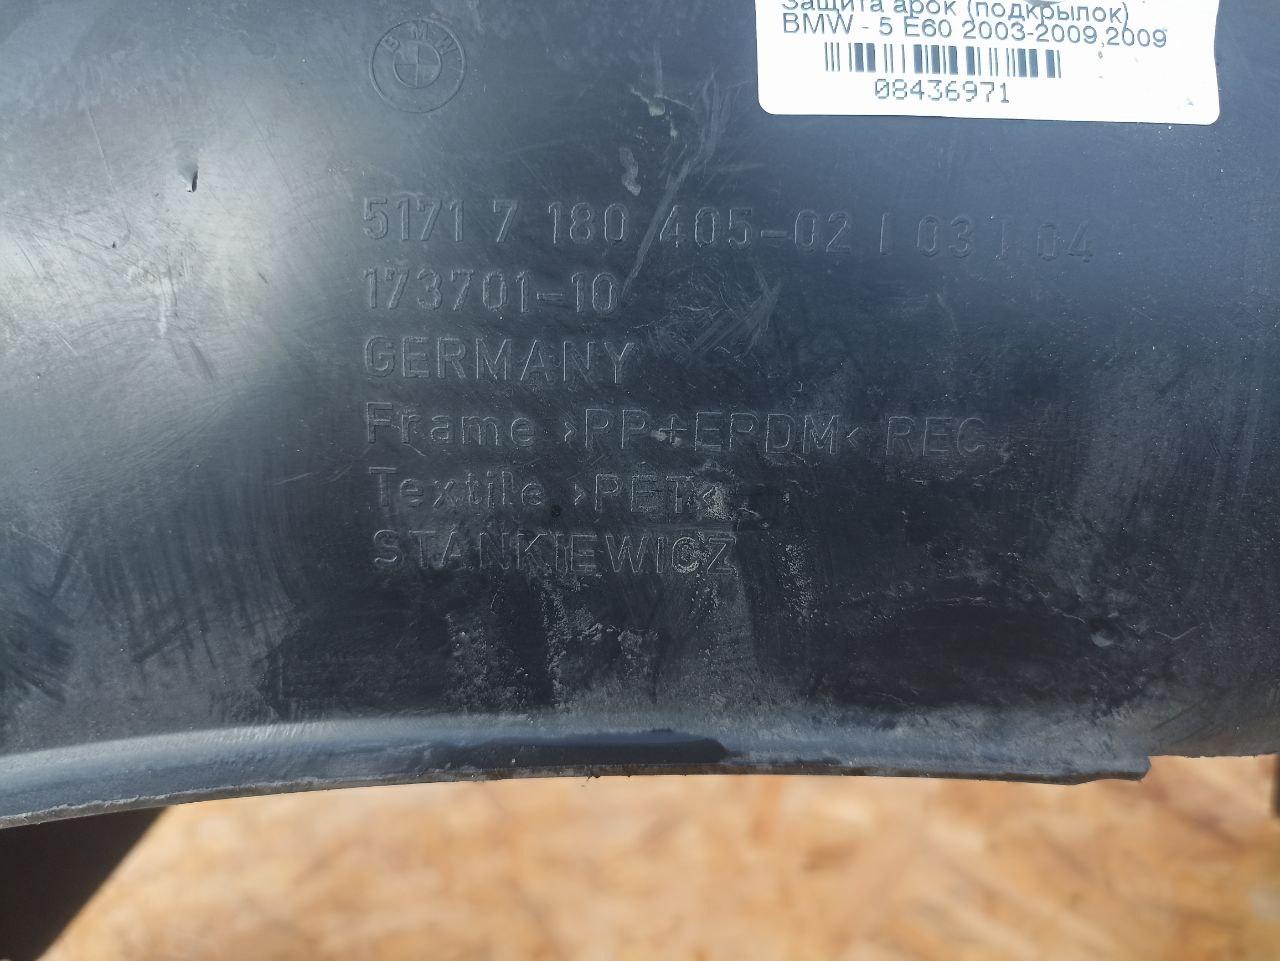 Защита арок (подкрылок)
BMW - 5 E60 2003-2009,2009
08436971
BMW
5171 7 180 405-02 I 03 I 04
173701-10
GERMANY
Frame >PP+EPDM< REC
Textile >PET<
STANKIEWICZ